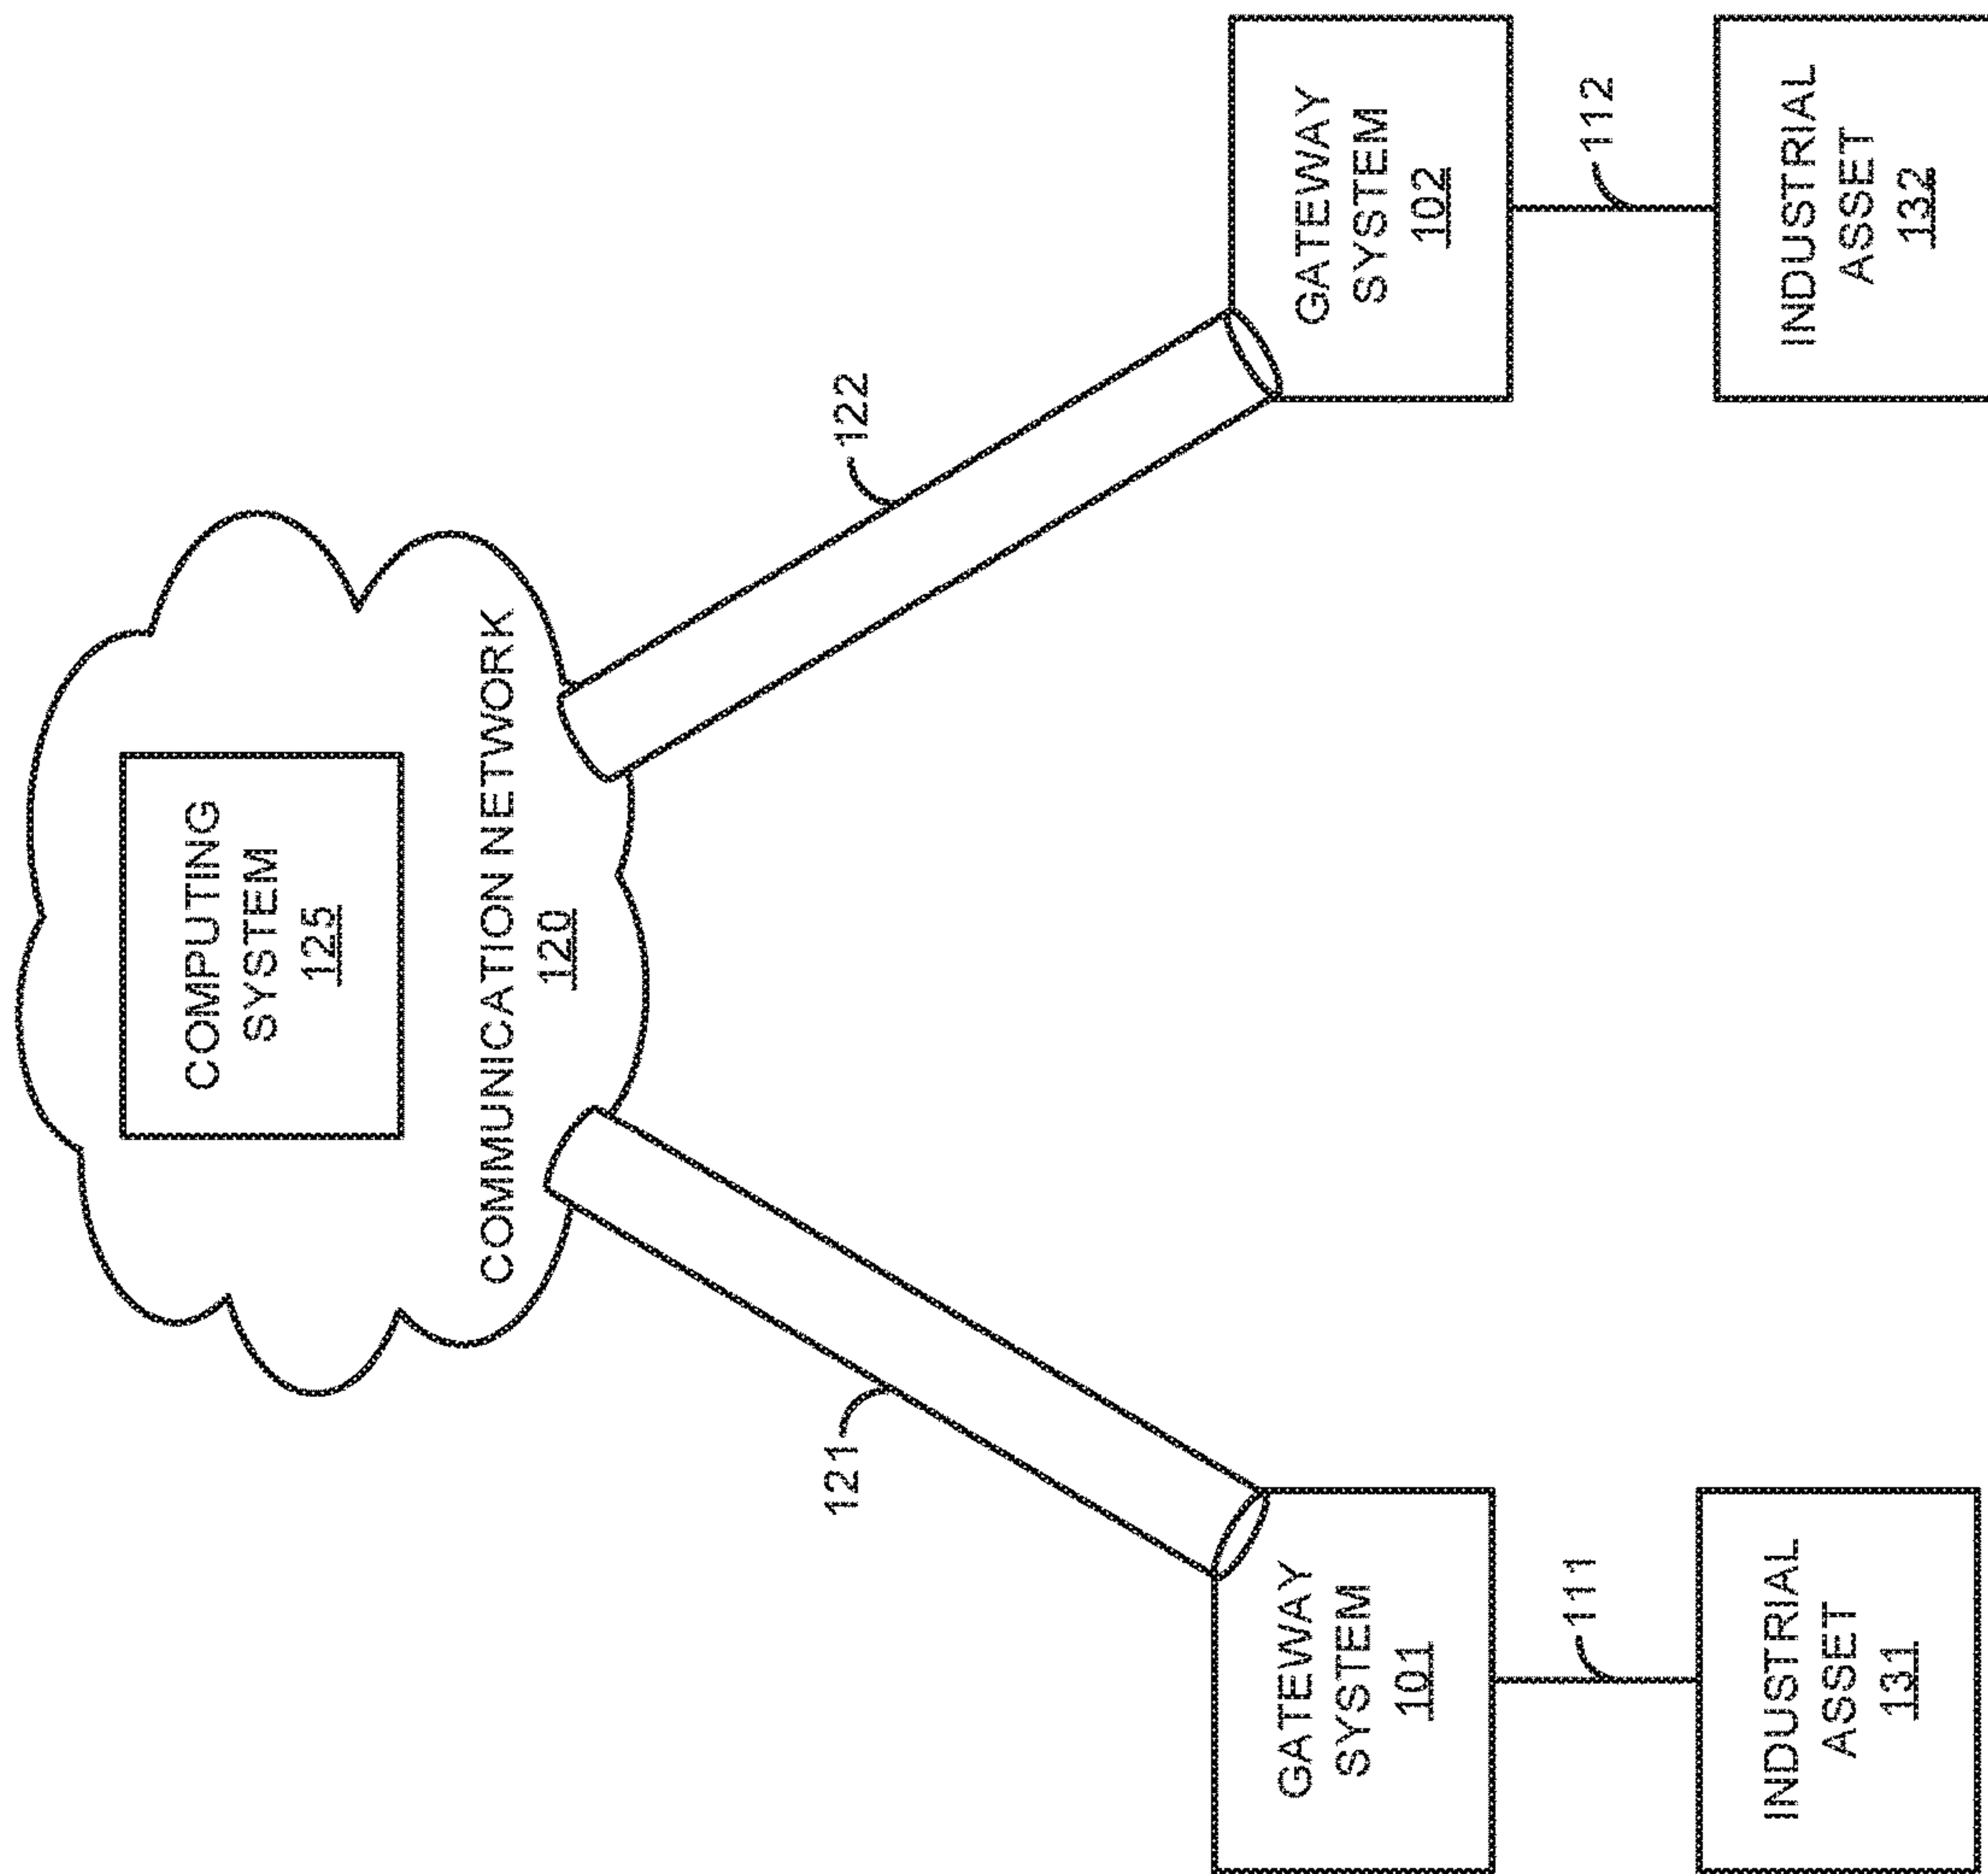 COMPUTING
SYSTEM
125
COMMUNICATION NETWORK
120
121
122
GATEWAY
SYSTEM
101
GATEWAY
SYSTEM
102
111
112
INDUSTRIAL
ASSET
131
INDUSTRIAL
ASSET
132